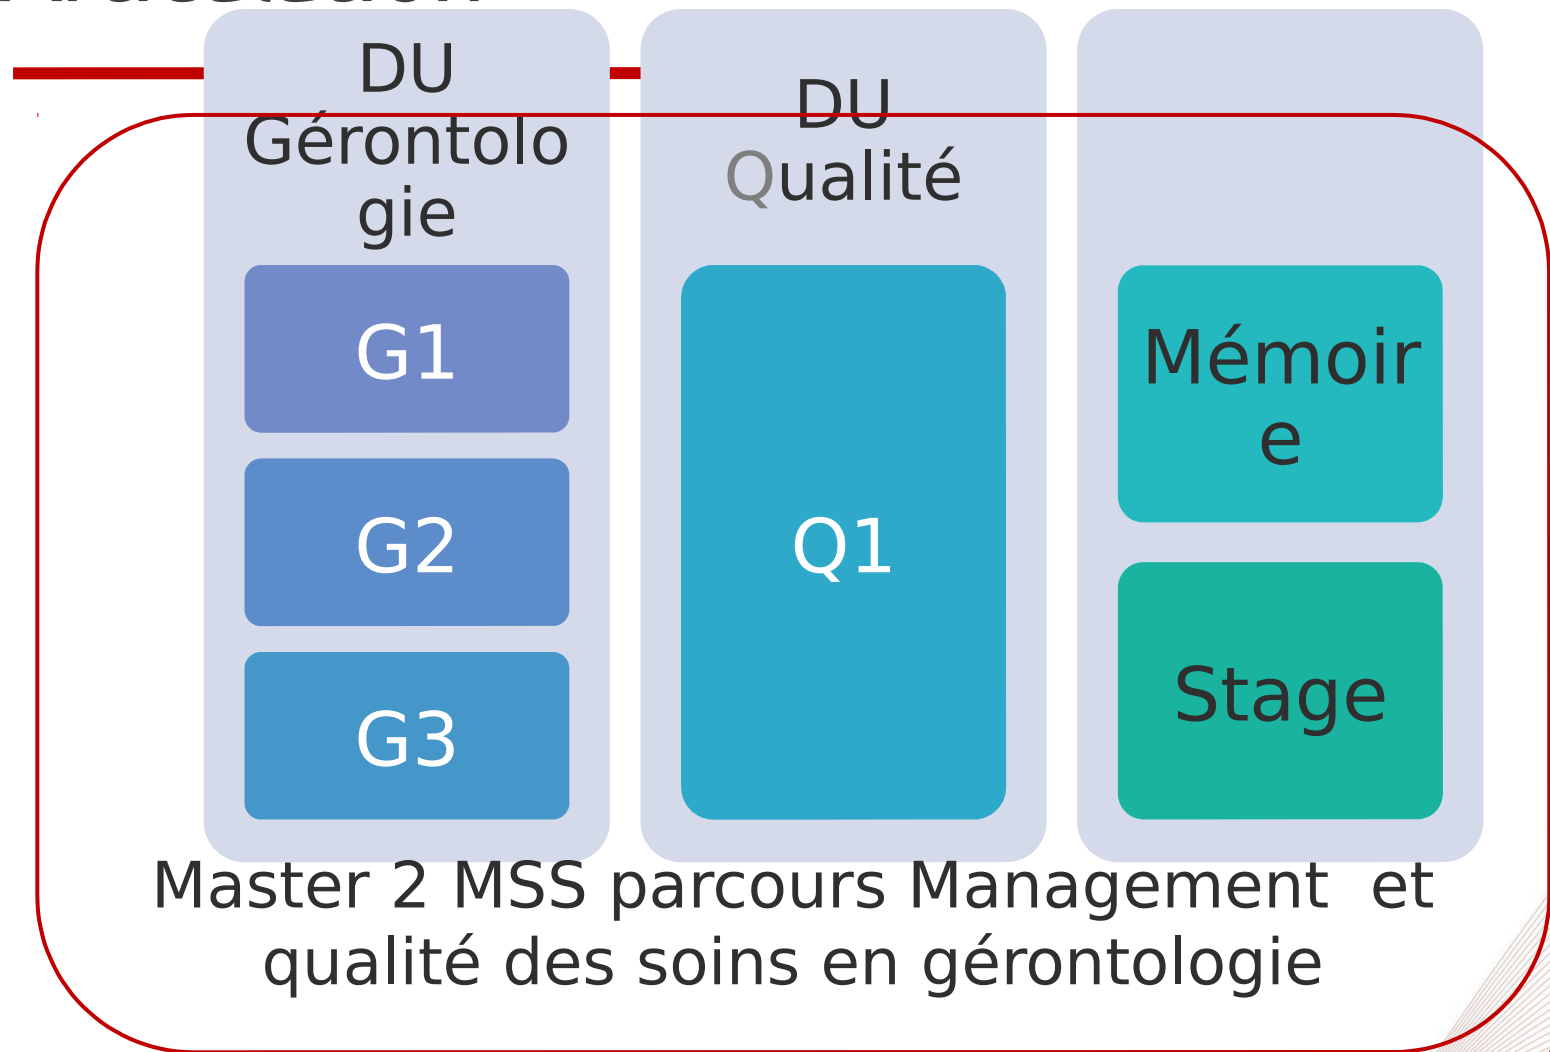 DU
Gérontolo
gie
G1
G2
G3
DU
Qualité
Q1
Mémoir
e
Stage
Master 2 MSS parcours Management et
qualité des soins en gérontologie